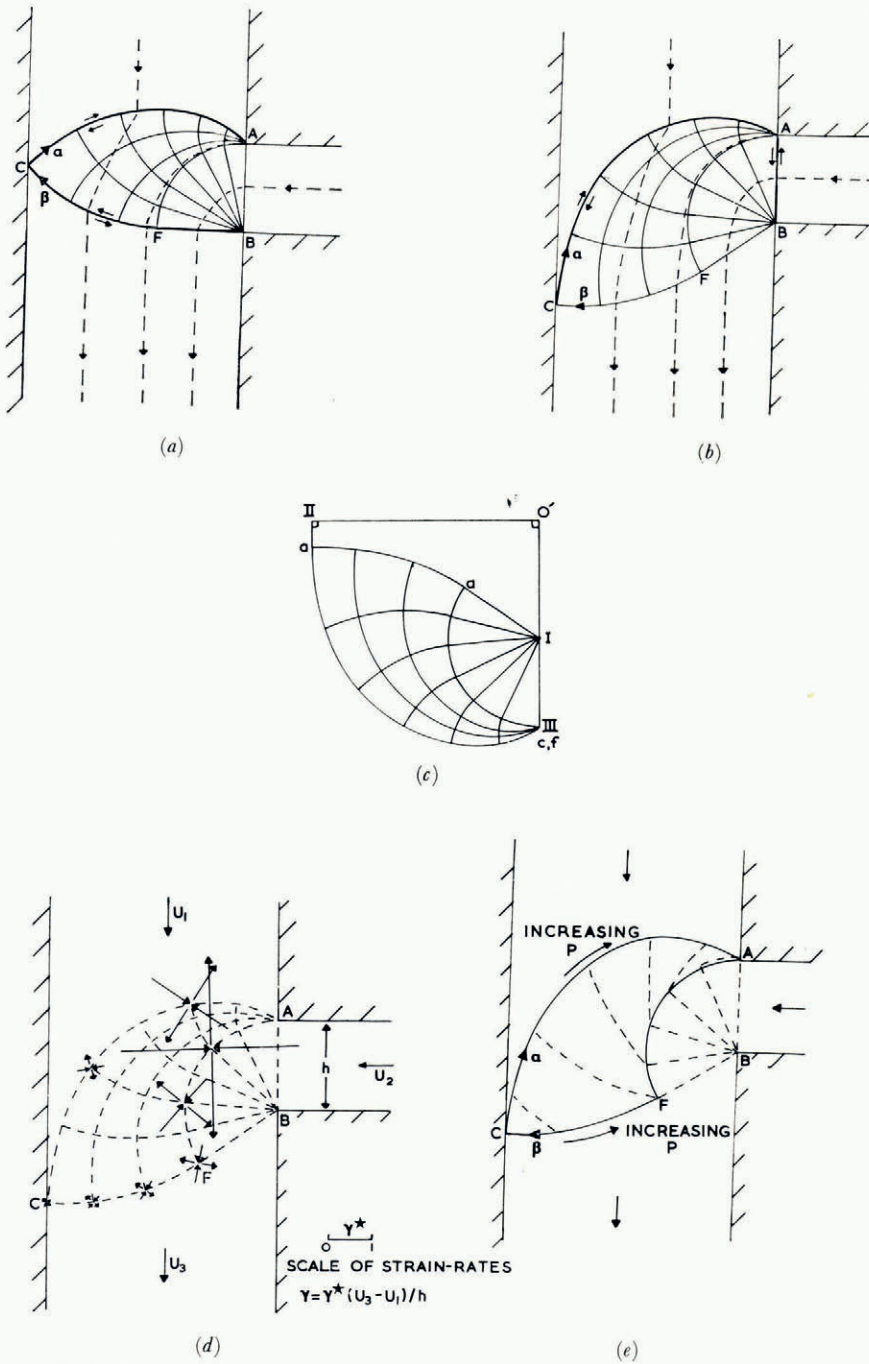 A
C
α
β
F
B
(a)
A
B
F
α
C
β
(b)
II
O′
a
a
I
III
c,f
(c)
U₁
A
h
U₂
B
F
C
U₃
γ★
O
I
SCALE OF STRAIN-RATES
γ=γ★(U₃-U₁)/h
(d)
INCREASING
P
A
α
B
F
C
β
INCREASING
P
(e)